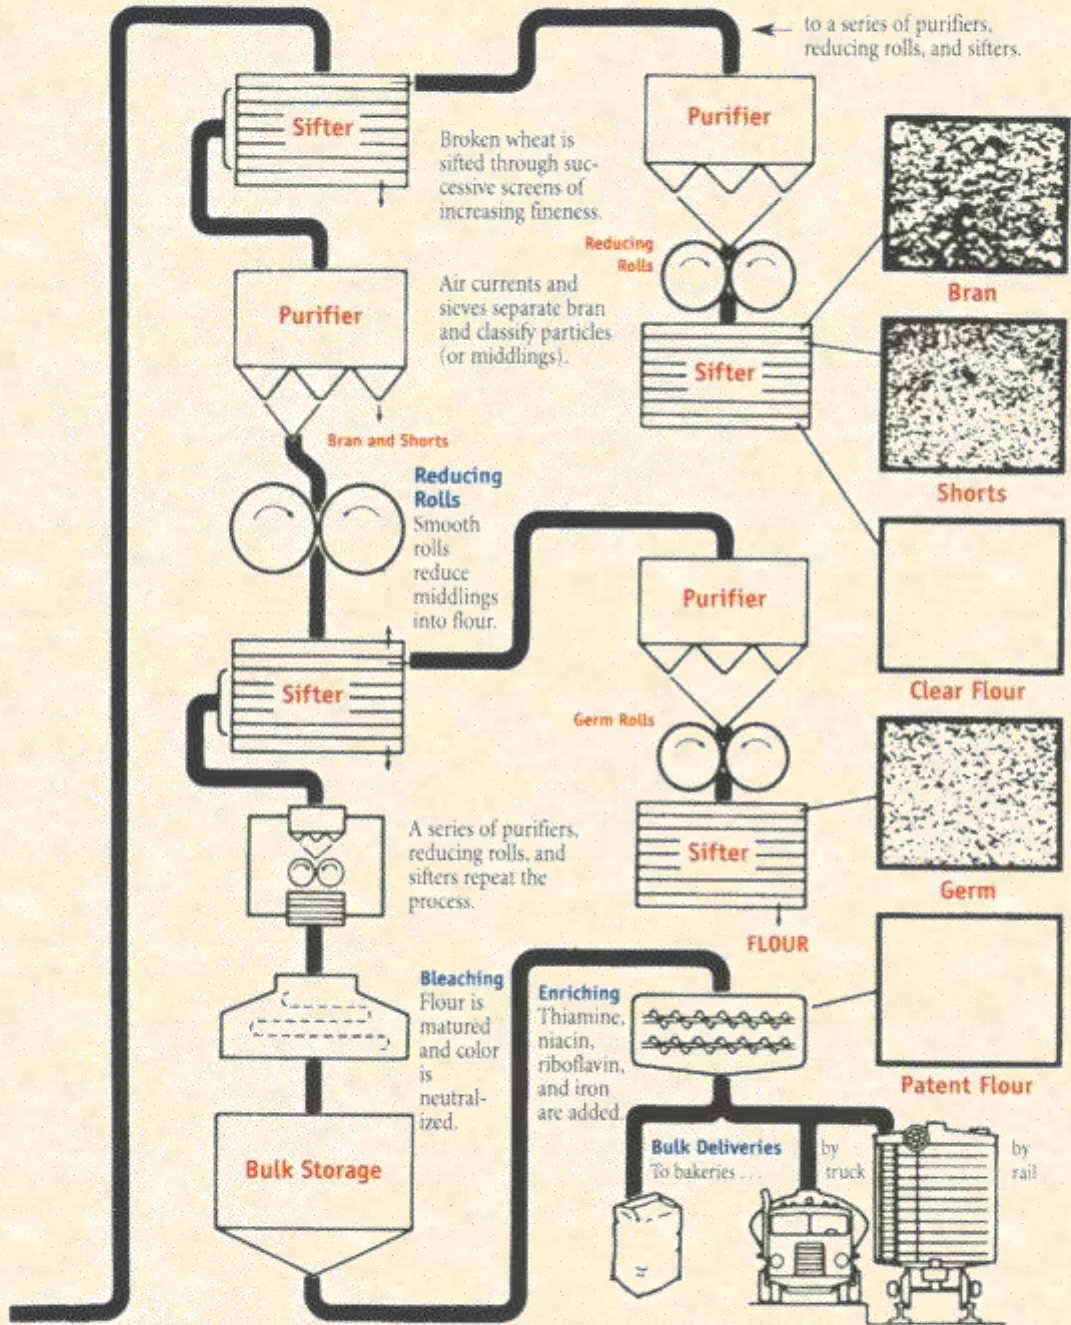 to a series of purifiers,
reducing rolls, and sifters.
Sifter
Broken wheat is
sifted through suc-
cessive screens of
increasing fineness.
Purifier
Reducing
Rolls
Sifter
Bran
Shorts
Clear Flour
Purifier
Air currents and
sieves separate bran
and classify particles
(or middlings).
Bran and Shorts
Reducing
Rolls
Smooth
rolls
reduce
middlings
into flour.
Sifter
Purifier
Germ Rolls
Sifter
FLOUR
Germ
A series of purifiers,
reducing rolls, and
sifters repeat the
process.
Bleaching
Flour is
matured
and color
is
neutral-
ized.
Bulk Storage
Enriching
Thiamine,
niacin,
riboflavin,
and iron
are added.
Patent Flour
Bulk Deliveries
To bakeries ...
by
truck
by
rail